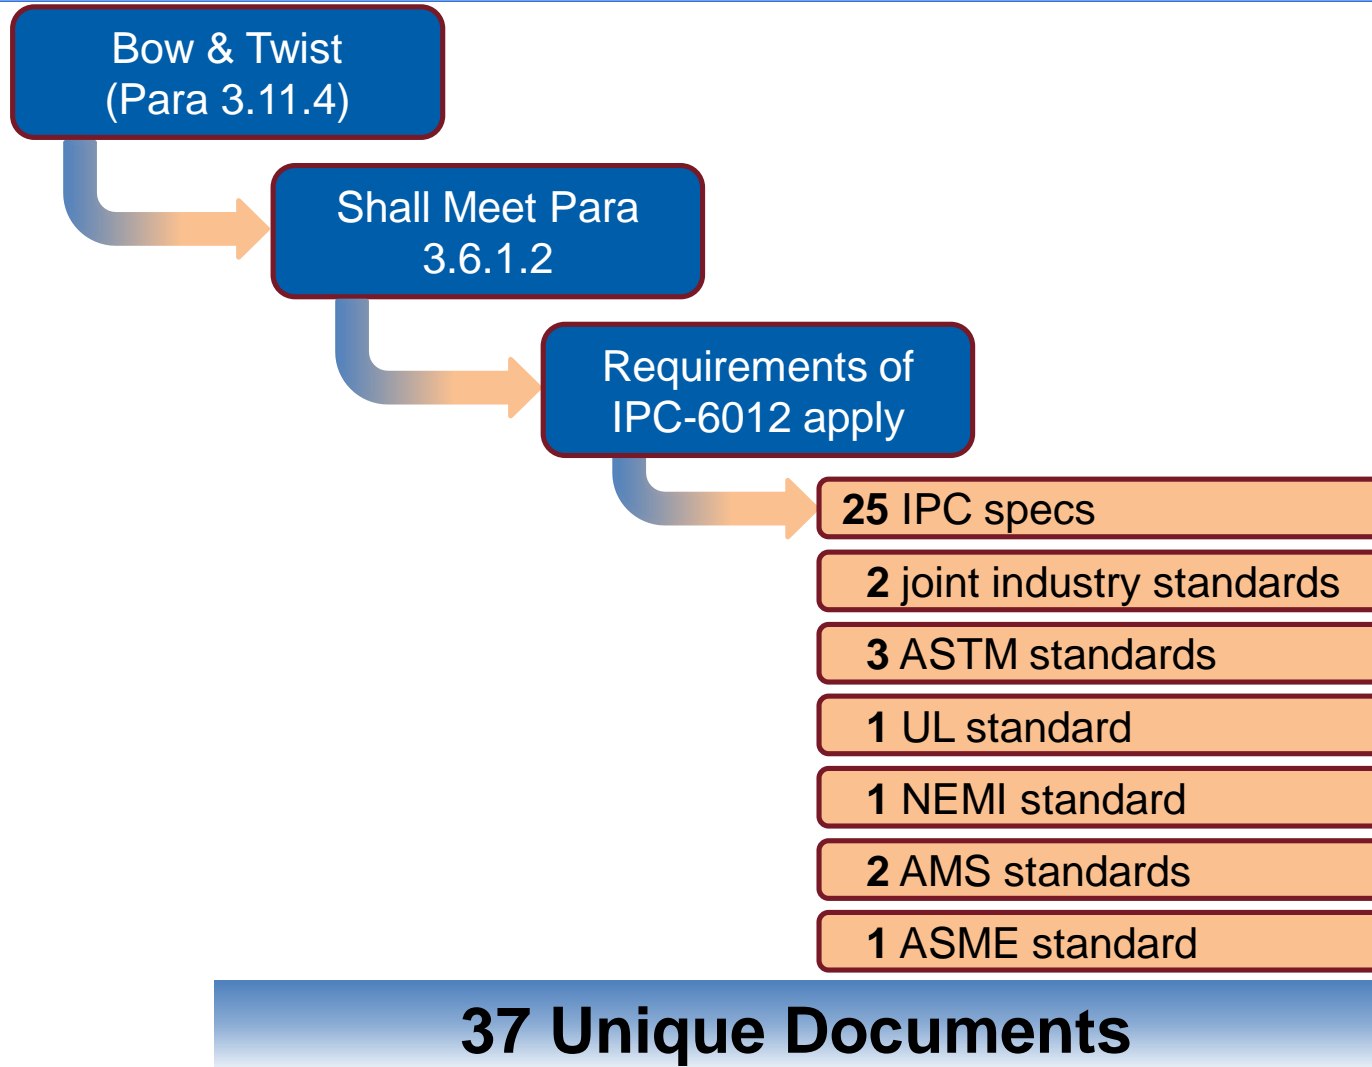 Bow & Twist
(Para 3.11.4)
Shall Meet Para
3.6.1.2
Requirements of
IPC-6012 apply
25 IPC specs
2 joint industry standards
3 ASTM standards
1 UL standard
1 NEMI standard
2 AMS standards
1 ASME standard
37 Unique Documents